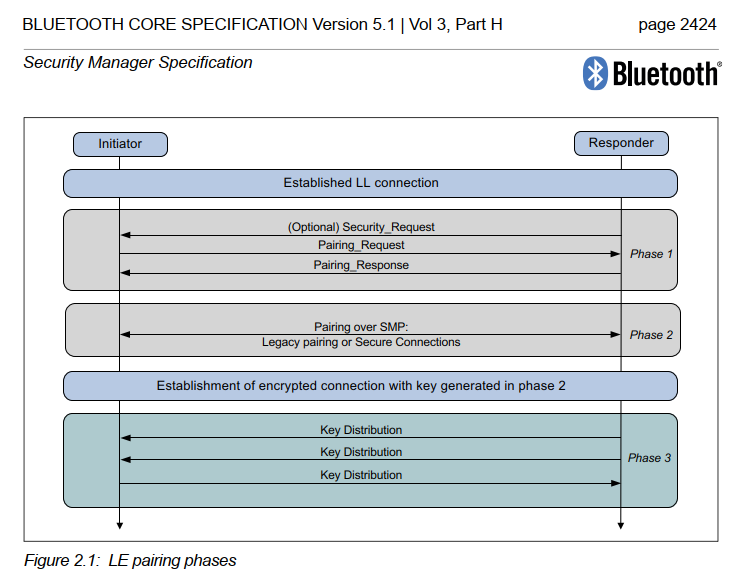 BLUETOOTH CORE SPECIFICATION Version 5.1 | Vol 3, Part H page 2424
Security Manager Specification
Bluetooth®
Initiator Responder
Established LL connection
(Optional) Security_Request
Pairing_Request
Phase 1
Pairing_Response
Pairing over SMP:
Phase 2
Legacy pairing or Secure Connections
Establishment of encrypted connection with key generated in phase 2
Key Distribution
Key Distribution
Phase 3
Key Distribution
Figure 2.1: LE pairing phases